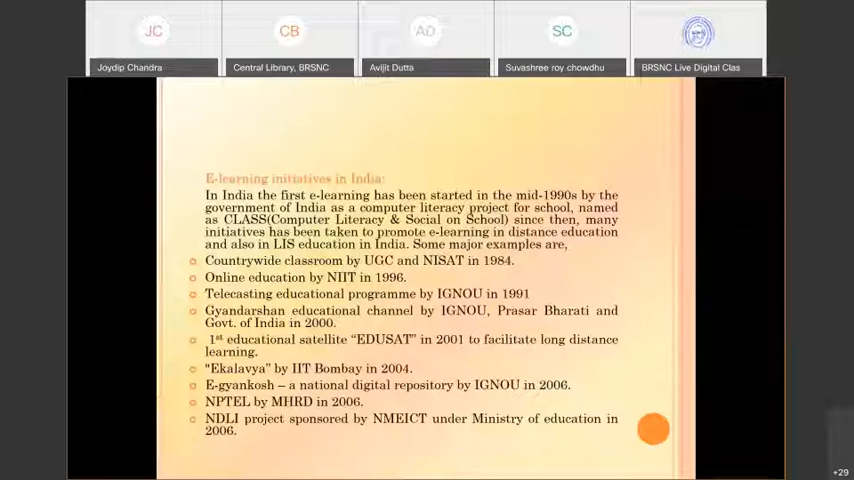 JC
CB
AD
SC
Joydip Chandra
Central Library, BRSNC
Avijit Dutta
Suvashree roy chowdhu
BRSNC Live Digital Clas
E-learning initiatives in India:
In India the first e-learning has been started in the mid-1990s by the
government of India as a computer literacy project for school, named
as CLASS(Computer Literacy & Social on School) since then, many
initiatives has been taken to promote e-learning in distance education
and also in LIS education in India. Some major examples are,
Countrywide classroom by UGC and NISAT in 1984.
Online education by NIIT in 1996.
Telecasting educational programme by IGNOU in 1991
Gyandarshan educational channel by IGNOU, Prasar Bharati and
Govt. of India in 2000.
1st educational satellite “EDUSAT” in 2001 to facilitate long distance
learning.
"Ekalavya” by IIT Bombay in 2004.
E-gyankosh – a national digital repository by IGNOU in 2006.
NPTEL by MHRD in 2006.
NDLI project sponsored by NMEICT under Ministry of education in
2006.
+29